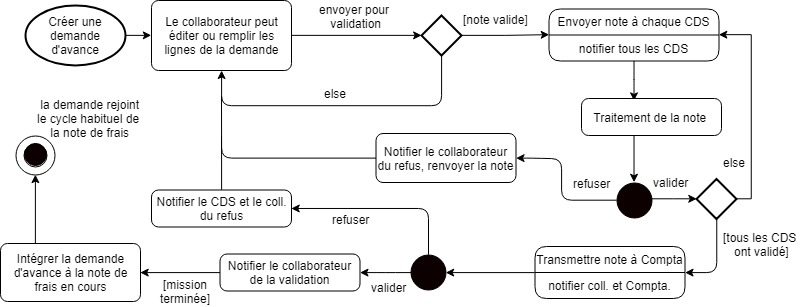 Créer une
demande
d'avance
Le collaborateur peut
éditer ou remplir les
lignes de la demande
envoyer pour
validation
[note valide]
Envoyer note à chaque CDS
notifier tous les CDS
else
la demande rejoint
le cycle habituel de
la note de frais
Traitement de la note
Notifier le collaborateur
du refus, renvoyer la note
else
refuser
valider
Notifier le CDS et le coll.
du refus
refuser
[tous les CDS
ont validé]
Intégrer la demande
d'avance à la note de
frais en cours
[mission
terminée]
Notifier le collaborateur
de la validation
valider
Transmettre note à Compta
notifier coll. et Compta.